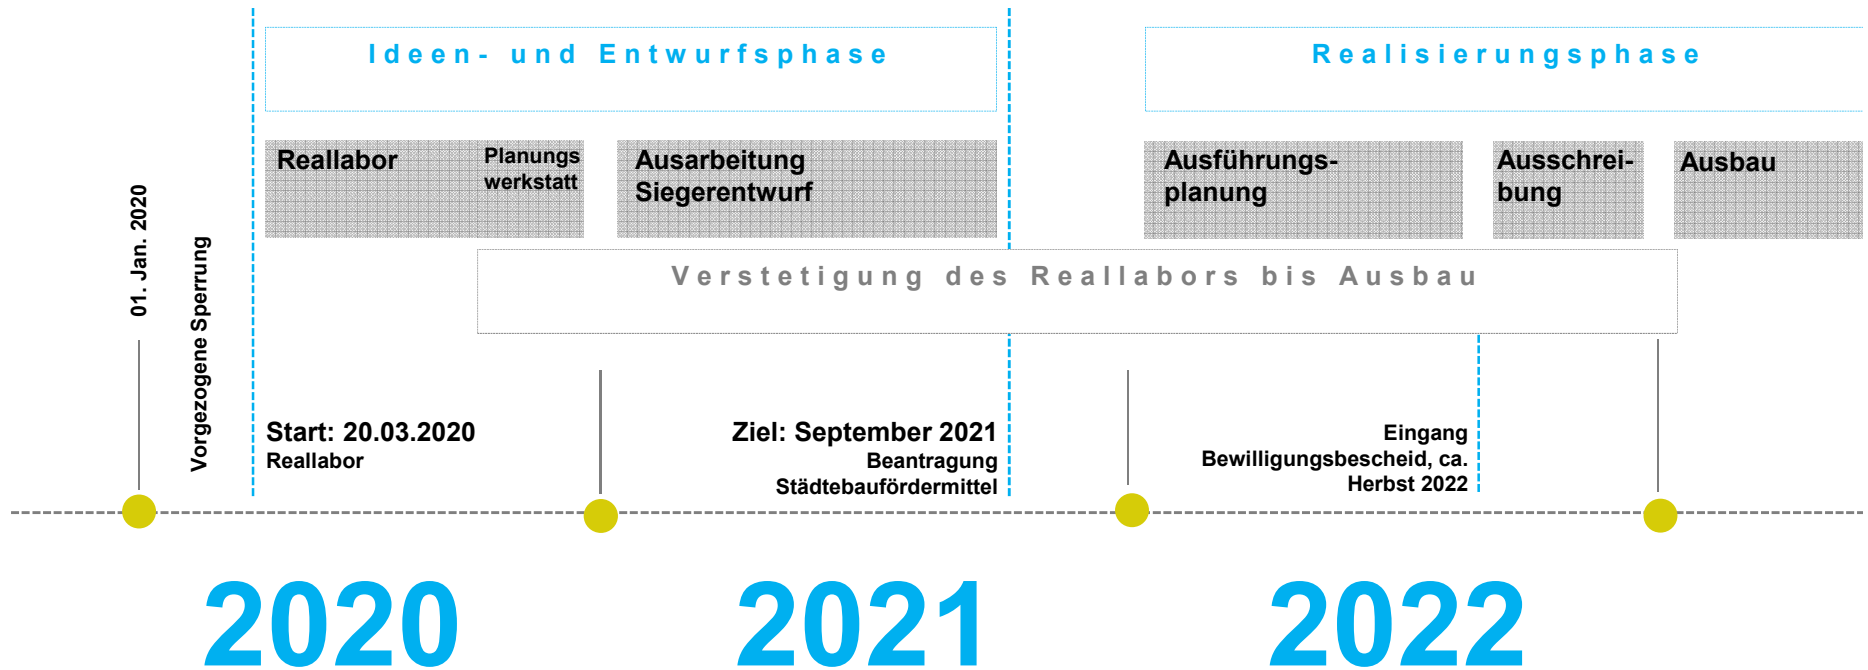 Ideen- und Entwurfsphase
Realisierungsphase
Reallabor
Planungs
werkstatt
Ausarbeitung
Siegerentwurf
Ausführungs-
planung
Ausschrei-
bung
Ausbau
Verstetigung des Reallabors bis Ausbau
01. Jan. 2020
Vorgezogene Sperrung
Start: 20.03.2020
Reallabor
Ziel: September 2021
Beantragung
Städtebaufördermittel
Eingang
Bewilligungsbescheid, ca.
Herbst 2022
2020
2021
2022